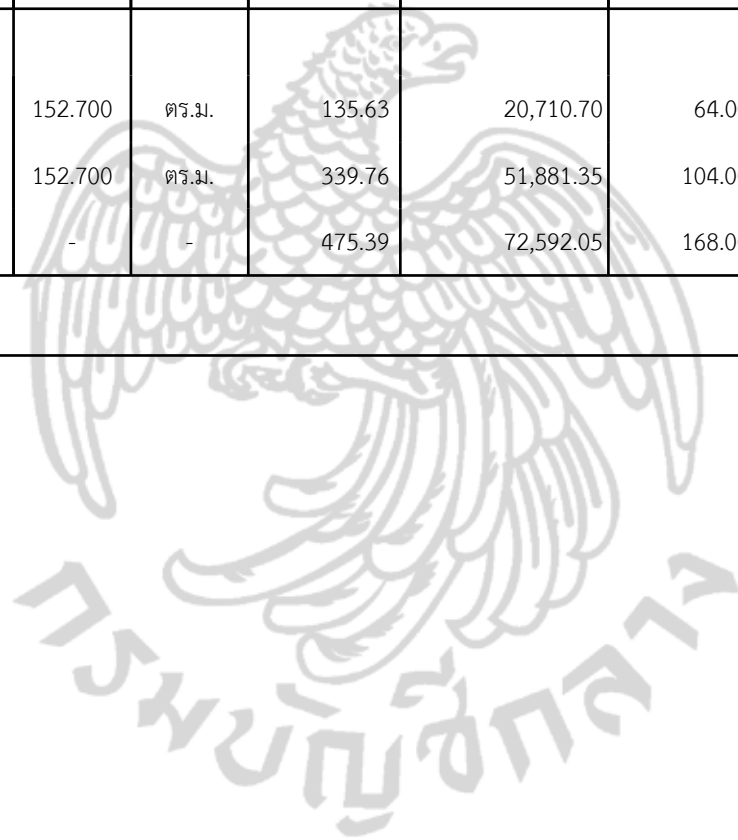 152.700 ตร.ม. 135.63 20,710.70 64.0
152.700 ตร.ม. 339.76 51,881.35 104.0
- - 475.39 72,592.05 168.0
กรมบัญชีกลาง